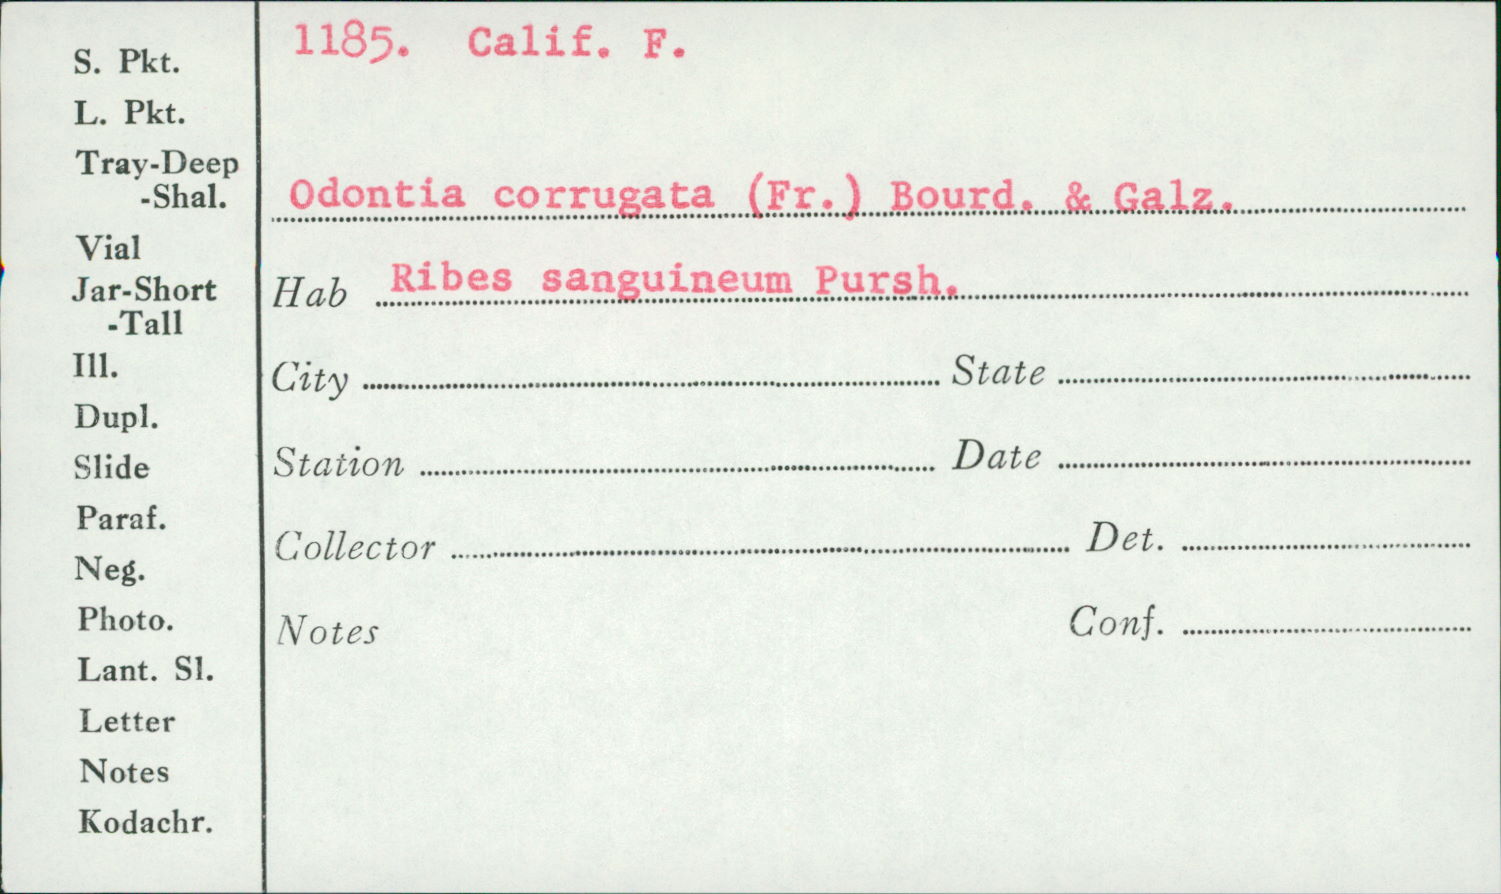 1185. Calif. F.
Odontia corrugata (Fr.) Bourd. & Galz.
Hab Ribes sanguineum Pursh.
City State
Station Date
Collector Det.
Notes Conf.
S. Pkt.
L. Pkt.
Tray-Deep
-Shal.
Vial
Jar-Short
-Tall
Ill.
Dupl.
Slide
Paraf.
Neg.
Photo.
Lant. Sl.
Letter
Notes
Kodachr.